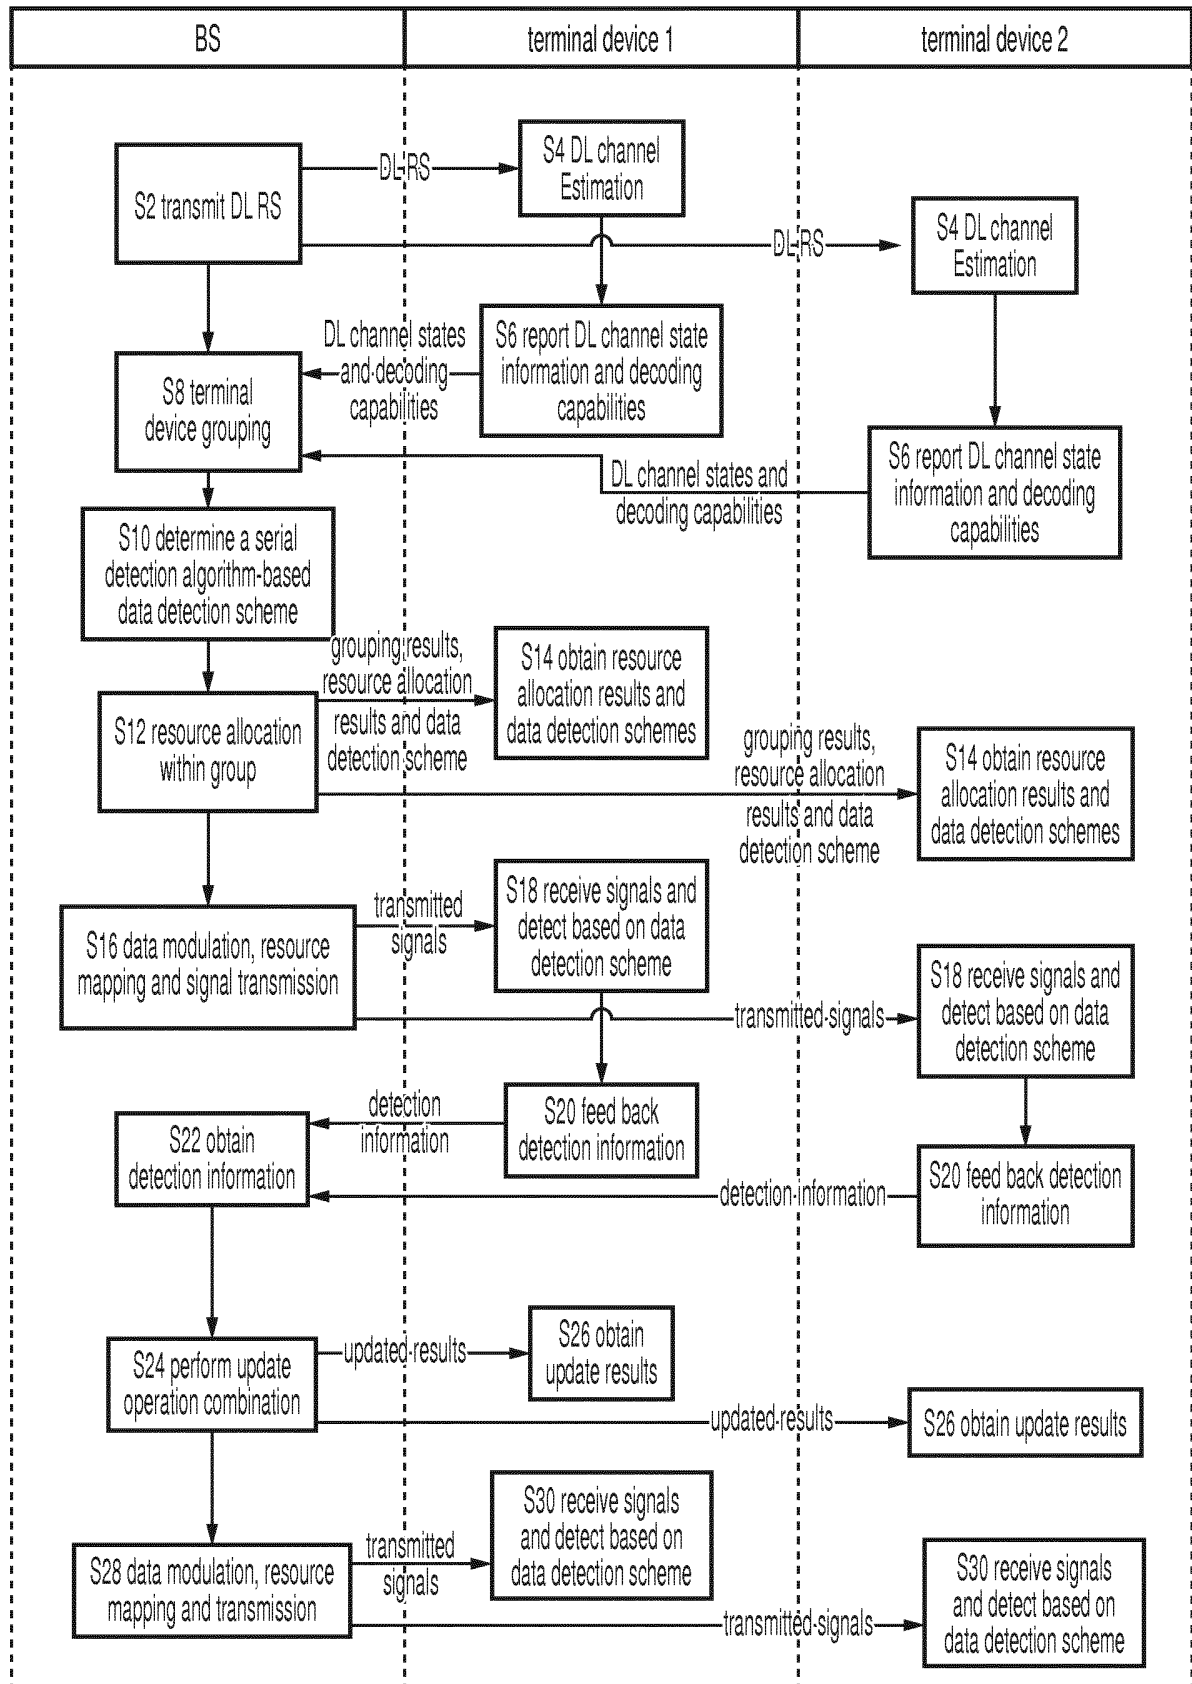 BS
terminal device 1
terminal device 2
S2 transmit DL RS
DL RS
S4 DL channel
Estimation
DL RS
S4 DL channel
Estimation
S6 report DL channel state
information and decoding
capabilities
DL channel states
and decoding
capabilities
S8 terminal
device grouping
S6 report DL channel state
information and decoding
capabilities
DL channel states and
decoding capabilities
S10 determine a serial
detection algorithm-based
data detection scheme
S12 resource allocation
within group
grouping results,
resource allocation
results and data
detection scheme
S14 obtain resource
allocation results and
data detection schemes
grouping results,
resource allocation
results and data
detection scheme
S14 obtain resource
allocation results and
data detection schemes
S16 data modulation, resource
mapping and signal transmission
transmitted
signals
S18 receive signals and
detect based on data
detection scheme
transmitted signals
S18 receive signals and
detect based on data
detection scheme
S20 feed back
detection information
detection
information
S22 obtain
detection information
S20 feed back detection
information
detection information
S24 perform update
operation combination
updated results
S26 obtain
update results
updated results
S26 obtain update results
S28 data modulation, resource
mapping and transmission
transmitted
signals
S30 receive signals
and detect based on
data detection scheme
transmitted signals
S30 receive signals
and detect based on
data detection scheme